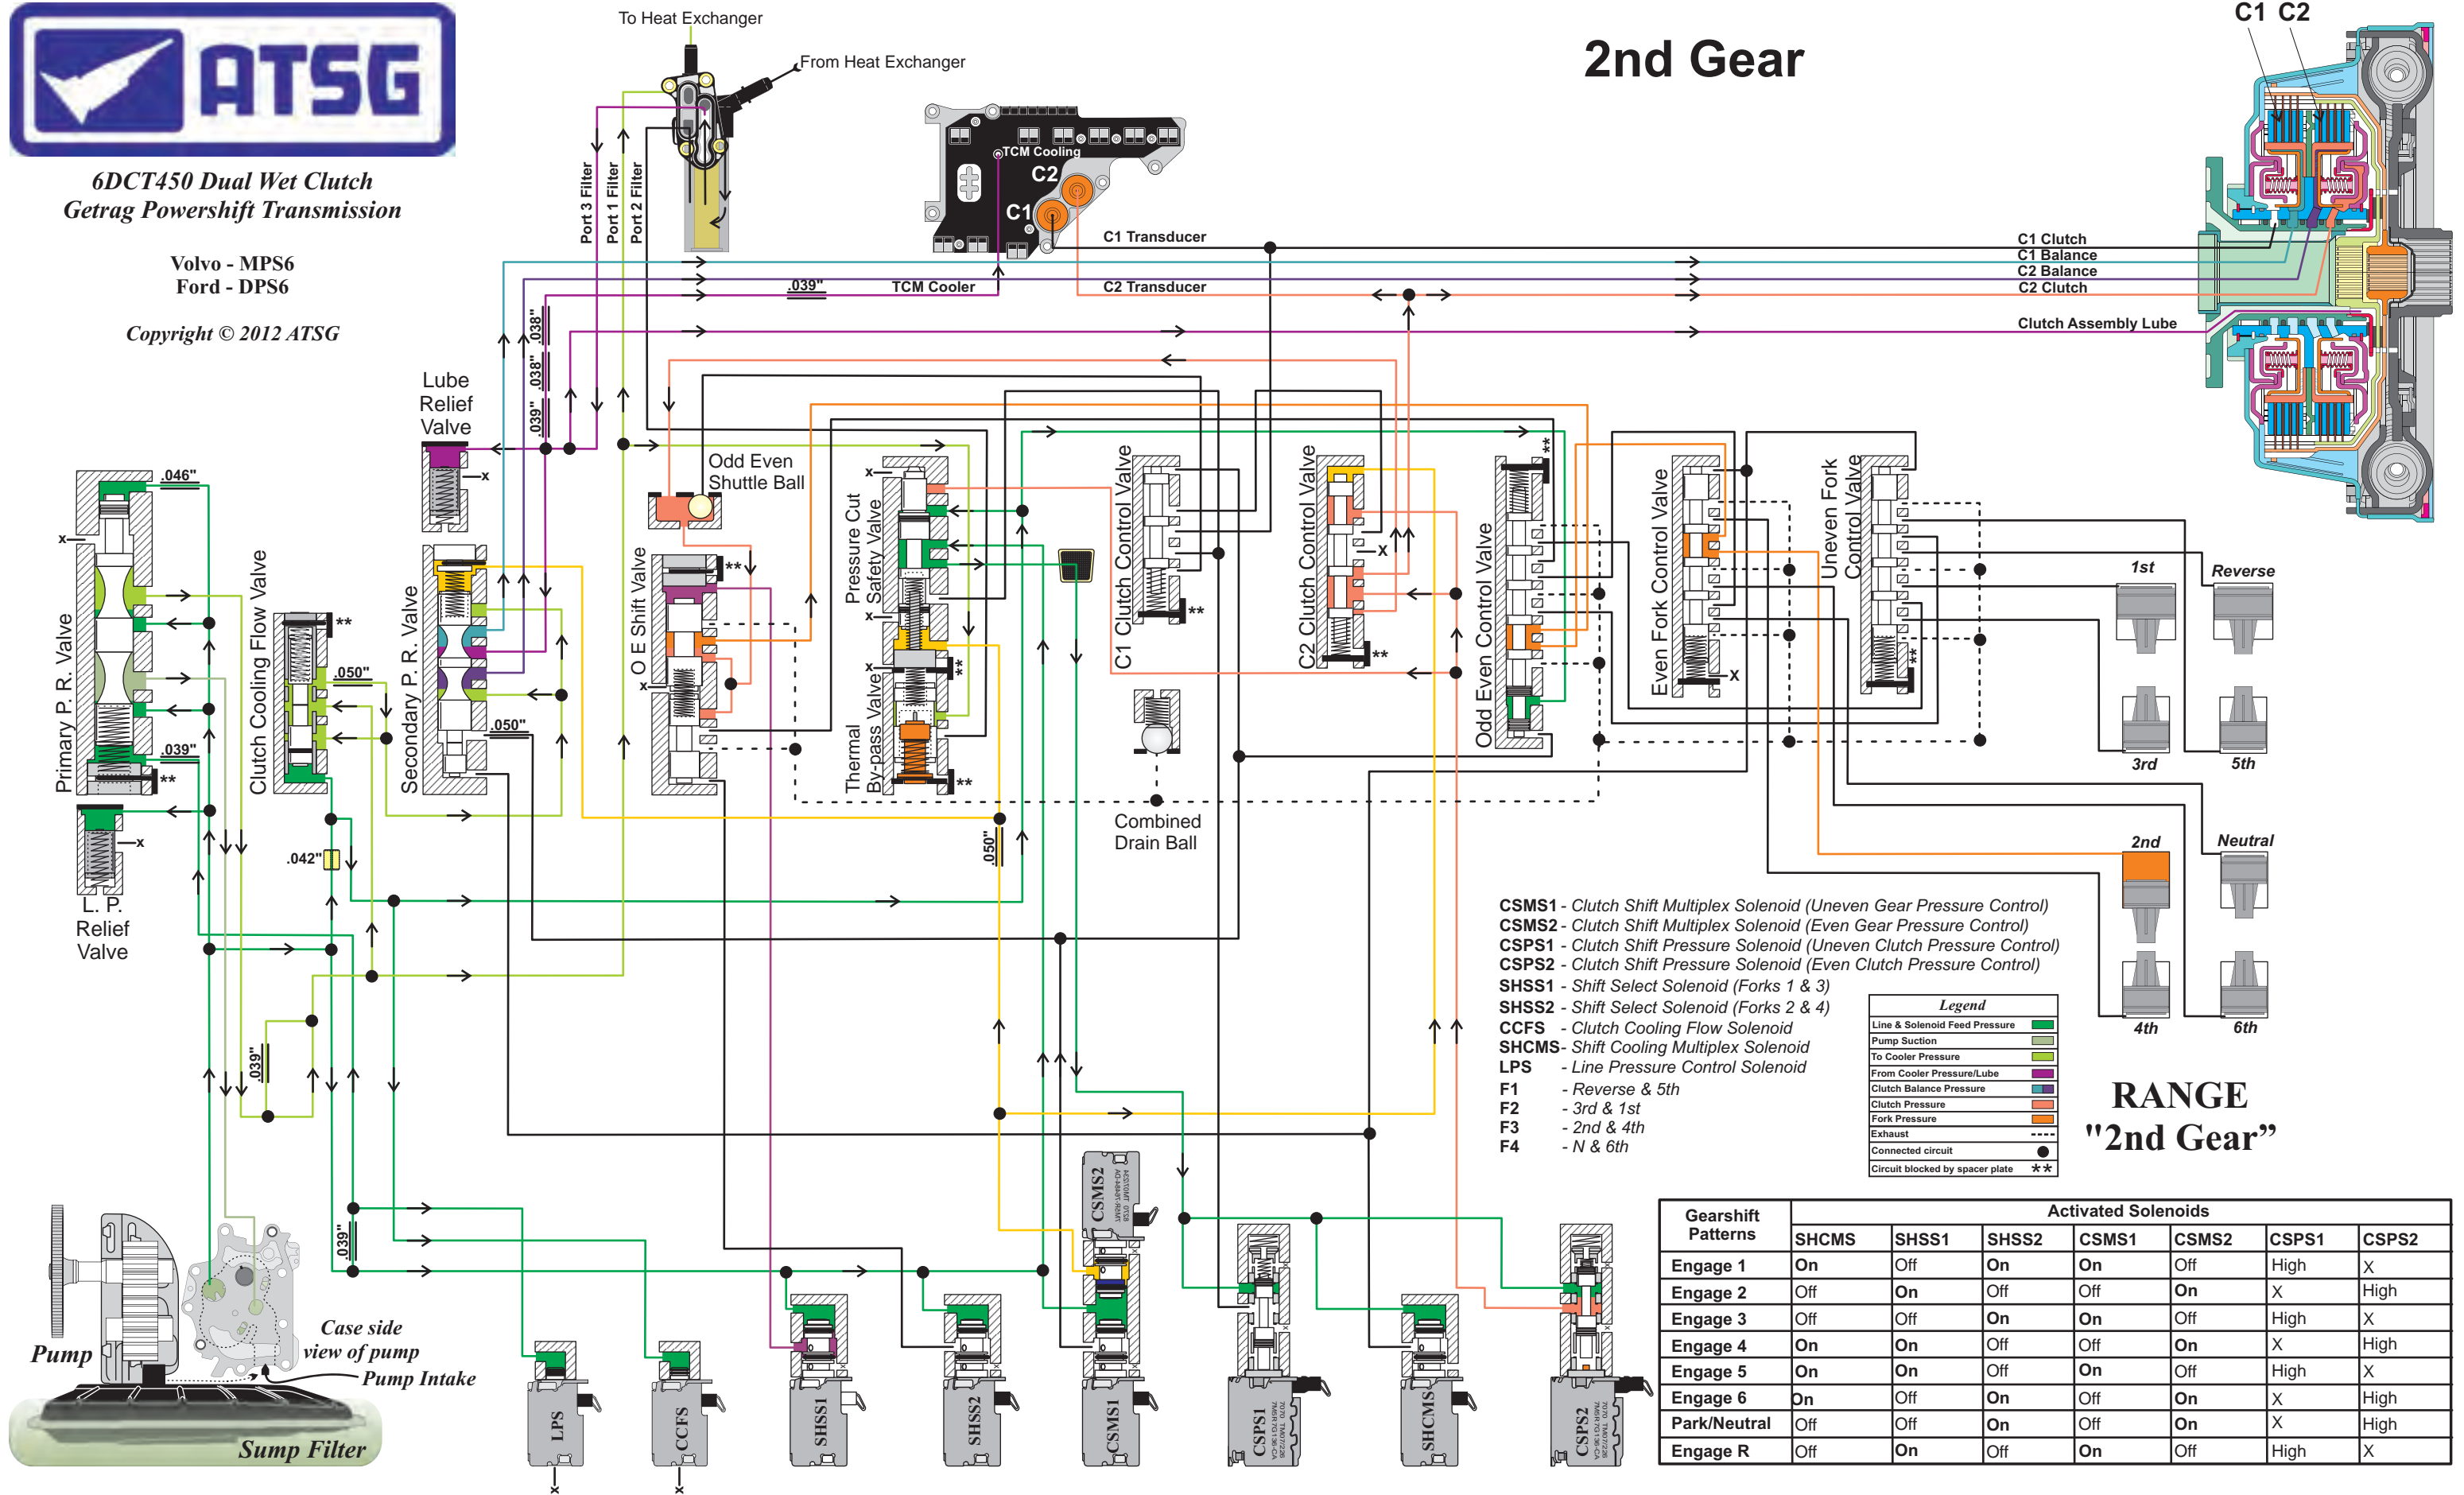 ATSG
6DCT450 Dual Wet Clutch
Getrag Powershift Transmission
Volvo - MPS6
Ford - DPS6
Copyright © 2012 ATSG
2nd Gear
To Heat Exchanger
From Heat Exchanger
C1 C2
TCM Cooling
C2
C1
Port 3 Filter
Port 1 Filter
Port 2 Filter
C1 Transducer
C1 Clutch
C1 Balance
C2 Balance
.039"
TCM Cooler
C2 Transducer
C2 Clutch
Clutch Assembly Lube
.038"
.038"
.039"
Lube
Relief
Valve
x
Odd Even
Shuttle Ball
Primary P. R. Valve
.046"
x
.039"
**
Clutch Cooling Flow Valve
**
.050"
Secondary P. R. Valve
.050"
O E Shift Valve
**
x
Pressure Cut
Safety Valve
x
x
x
**
Thermal
By-pass Valve
**
C1 Clutch Control Valve
**
C2 Clutch Control Valve
x
**
Odd Even Control Valve
**
Even Fork Control Valve
x
Uneven Fork
Control Valve
**
1st
Reverse
3rd
5th
2nd
Neutral
4th
6th
L. P.
Relief
Valve
x
.042"
.050"
Combined
Drain Ball
.039"
.039"
CSMS1 - Clutch Shift Multiplex Solenoid (Uneven Gear Pressure Control)
CSMS2 - Clutch Shift Multiplex Solenoid (Even Gear Pressure Control)
CSPS1 - Clutch Shift Pressure Solenoid (Uneven Clutch Pressure Control)
CSPS2 - Clutch Shift Pressure Solenoid (Even Clutch Pressure Control)
SHSS1 - Shift Select Solenoid (Forks 1 & 3)
SHSS2 - Shift Select Solenoid (Forks 2 & 4)
CCFS - Clutch Cooling Flow Solenoid
SHCMS- Shift Cooling Multiplex Solenoid
LPS - Line Pressure Control Solenoid
F1 - Reverse & 5th
F2 - 3rd & 1st
F3 - 2nd & 4th
F4 - N & 6th
Legend
Line & Solenoid Feed Pressure
Pump Suction
To Cooler Pressure
From Cooler Pressure/Lube
Clutch Balance Pressure
Clutch Pressure
Fork Pressure
Exhaust
Connected circuit
Circuit blocked by spacer plate **
RANGE
"2nd Gear”
Pump
Case side
view of pump
Pump Intake
Sump Filter
LPS
x
CCFS
x
SHSS1
SHSS2
CSMS2
CSMS1
CSPS1
SHCMS
CSPS2
Gearshift Patterns Activated Solenoids
SHCMS SHSS1 SHSS2 CSMS1 CSMS2 CSPS1 CSPS2
Engage 1 On Off On On Off High X
Engage 2 Off On Off Off On X High
Engage 3 Off Off On On Off High X
Engage 4 On On Off Off On X High
Engage 5 On On Off On Off High X
Engage 6 On Off On Off On X High
Park/Neutral Off Off On Off On X High
Engage R Off On Off On Off High X